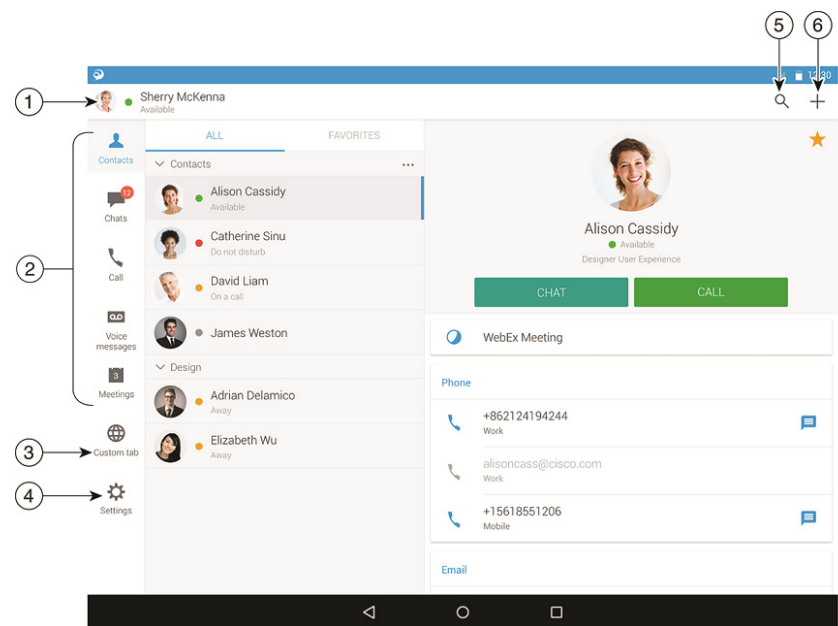 5
6
12:30
1
Sherry McKenna
Available
2
Contacts
12
Chats
Call
Voice
messages
3
Meetings
3
Custom tab
4
Settings
ALL
FAVORITES
Contacts
Alison Cassidy
Available
Catherine Sinu
Do not disturb
David Liam
On a call
James Weston
Design
Adrian Delamico
Away
Elizabeth Wu
Away
Alison Cassidy
Available
Designer User Experience
CHAT
CALL
WebEx Meeting
Phone
+862124194244
Work
alisoncass@cisco.com
Work
+15618551206
Mobile
Email